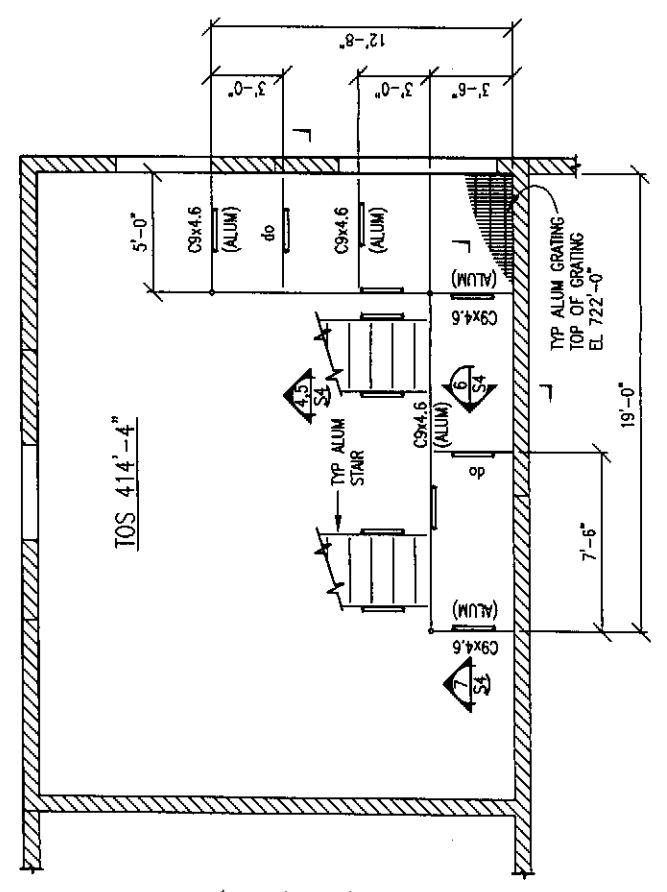 12'-8"
3'-0"
3'-0"
3'-6"
5'-0"
C9x4.6
(ALUM)
do
C9x4.6
(ALUM)
(ALUM)
C9x4.6
TYP ALUM GRATING
TOP OF GRATING
EL 722'-0"
4,5
S4
6
S4
TOS 414'-4"
TYP ALUM
STAIR
C9x4.6
(ALUM)
do
19'-0"
7'-6"
(ALUM)
C9x4.6
7
S4